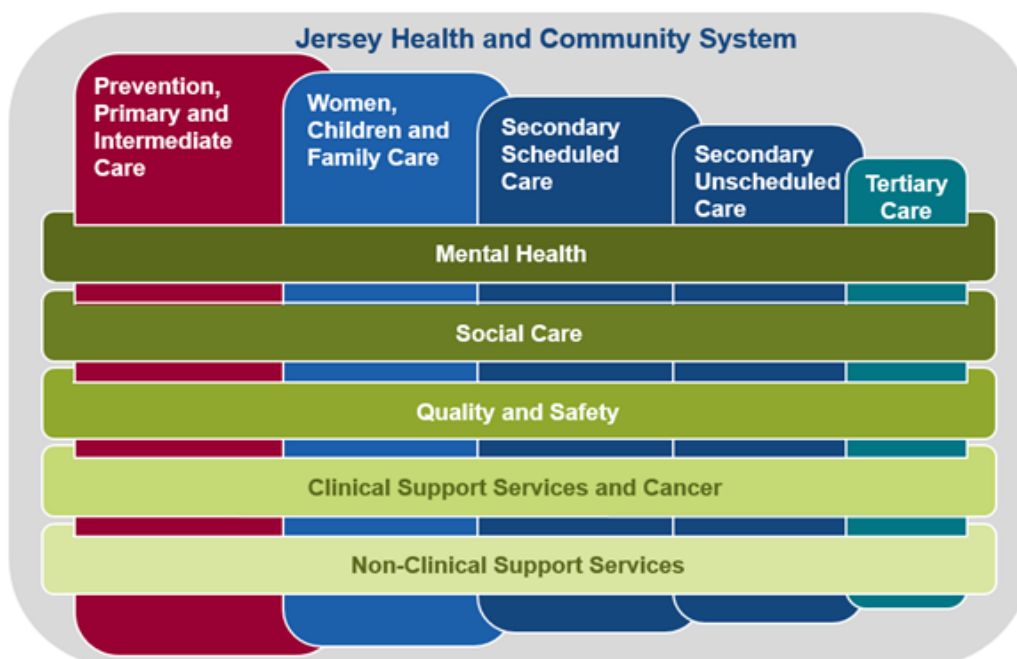 Jersey Health and Community System
Prevention,
Primary and
Intermediate
Care
Women,
Children and
Family Care
Secondary
Scheduled
Care
Secondary
Unscheduled
Care
Tertiary
Care
Mental Health
Social Care
Quality and Safety
Clinical Support Services and Cancer
Non-Clinical Support Services